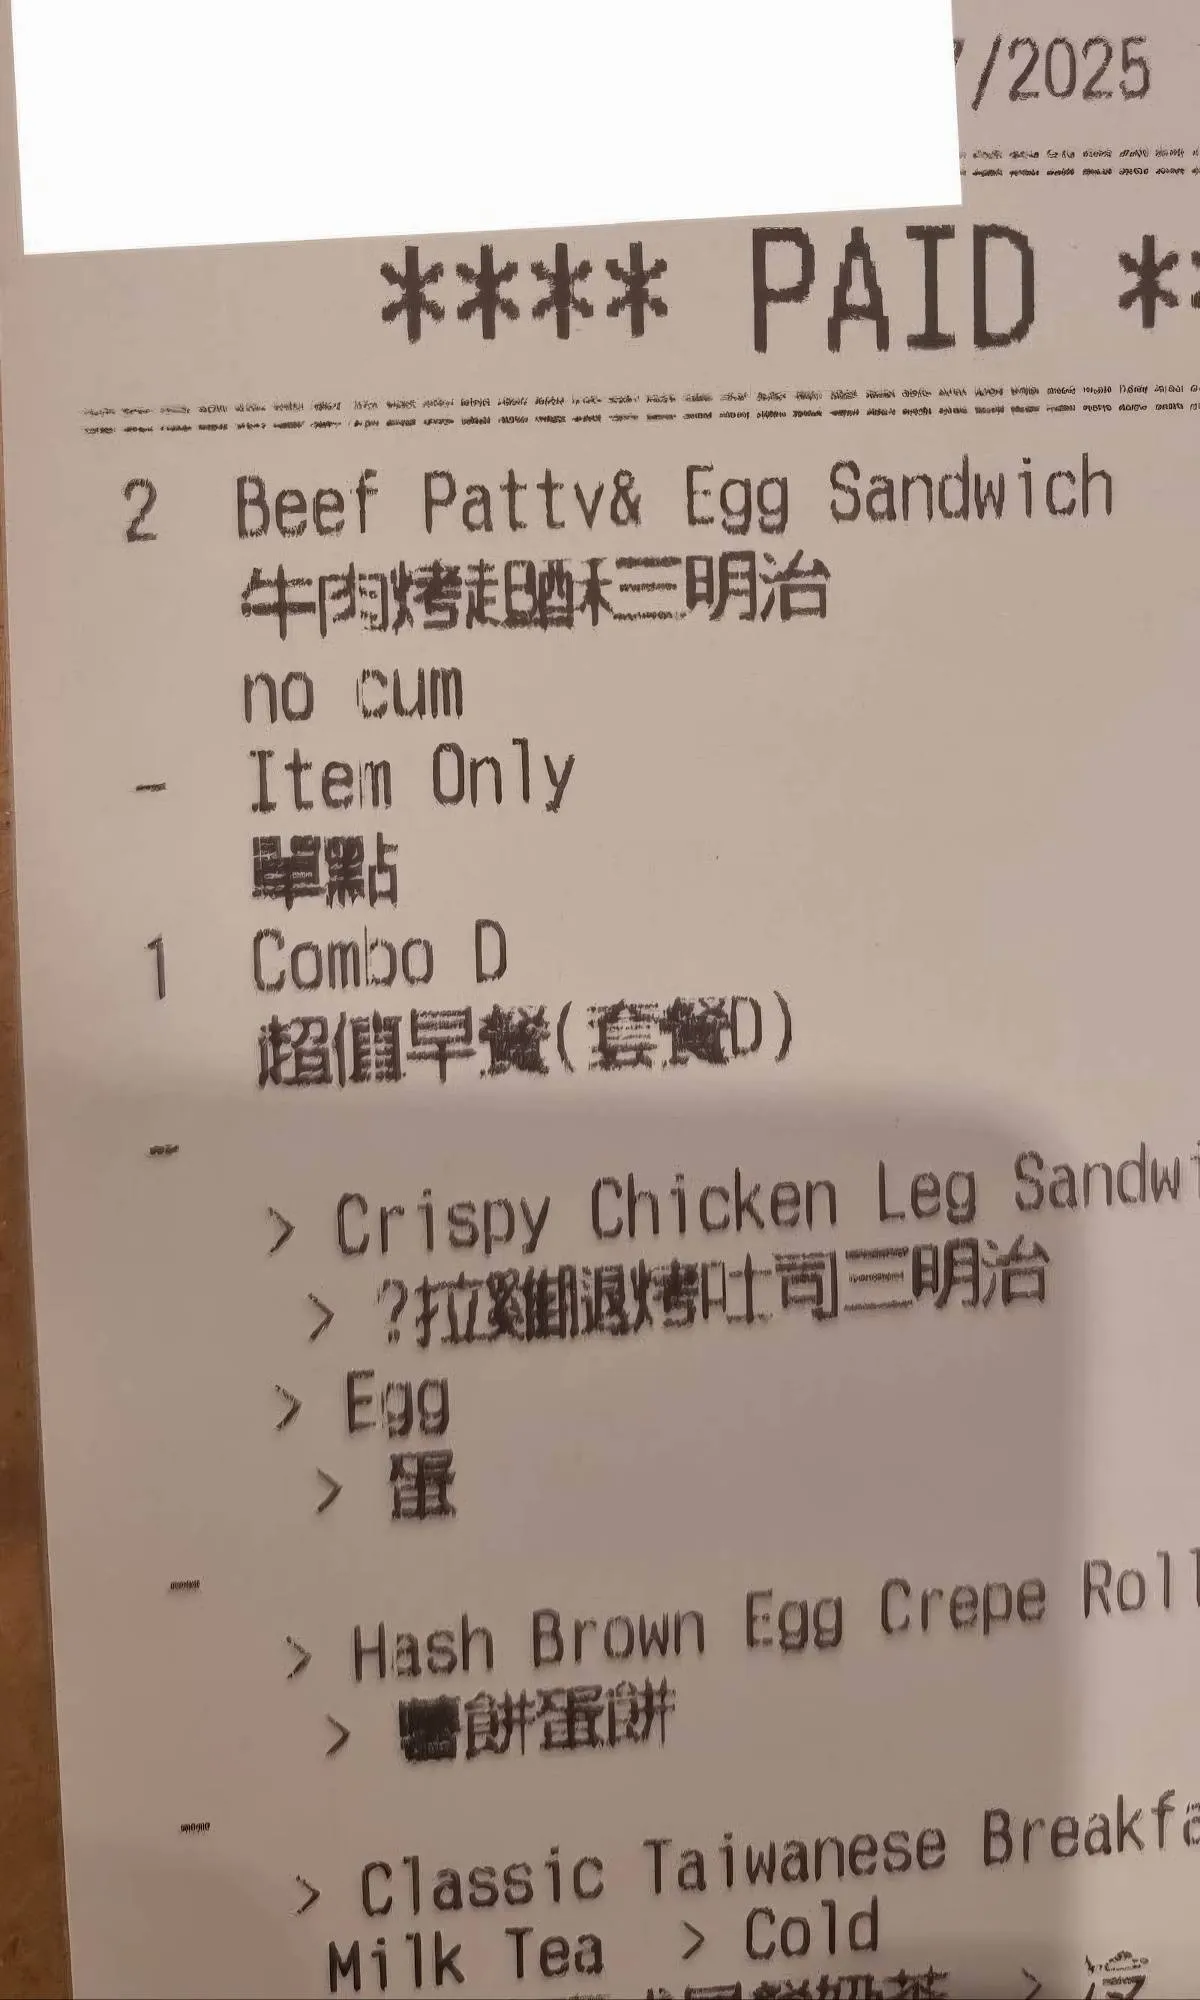 /2025
**** PAID *
2 Beef Pattv& Egg Sandwich
牛肉烤起酥三明治
no cum
- Item Only
單點
1 Combo D
超值早餐(套餐D)
-
> Crispy Chicken Leg Sandwi
> ?拉雞腿烤吐司三明治
> Egg
> 蛋
-
> Hash Brown Egg Crepe Roll
> 餅蛋餅
-
> Classic Taiwanese Breakfa
Milk Tea > Cold